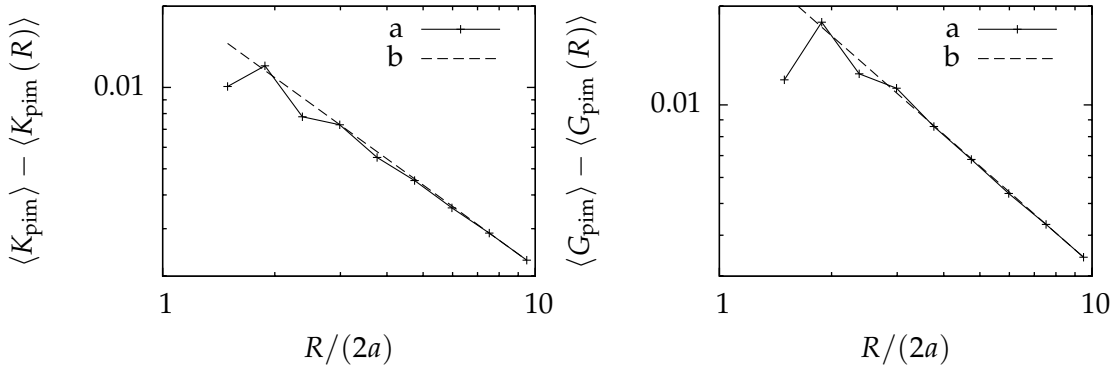 ⟨K_pim⟩ − ⟨K_pim(R)⟩
0.01
a
b
1
10
R/(2a)
⟨G_pim⟩ − ⟨G_pim(R)⟩
0.01
a
b
1
10
R/(2a)